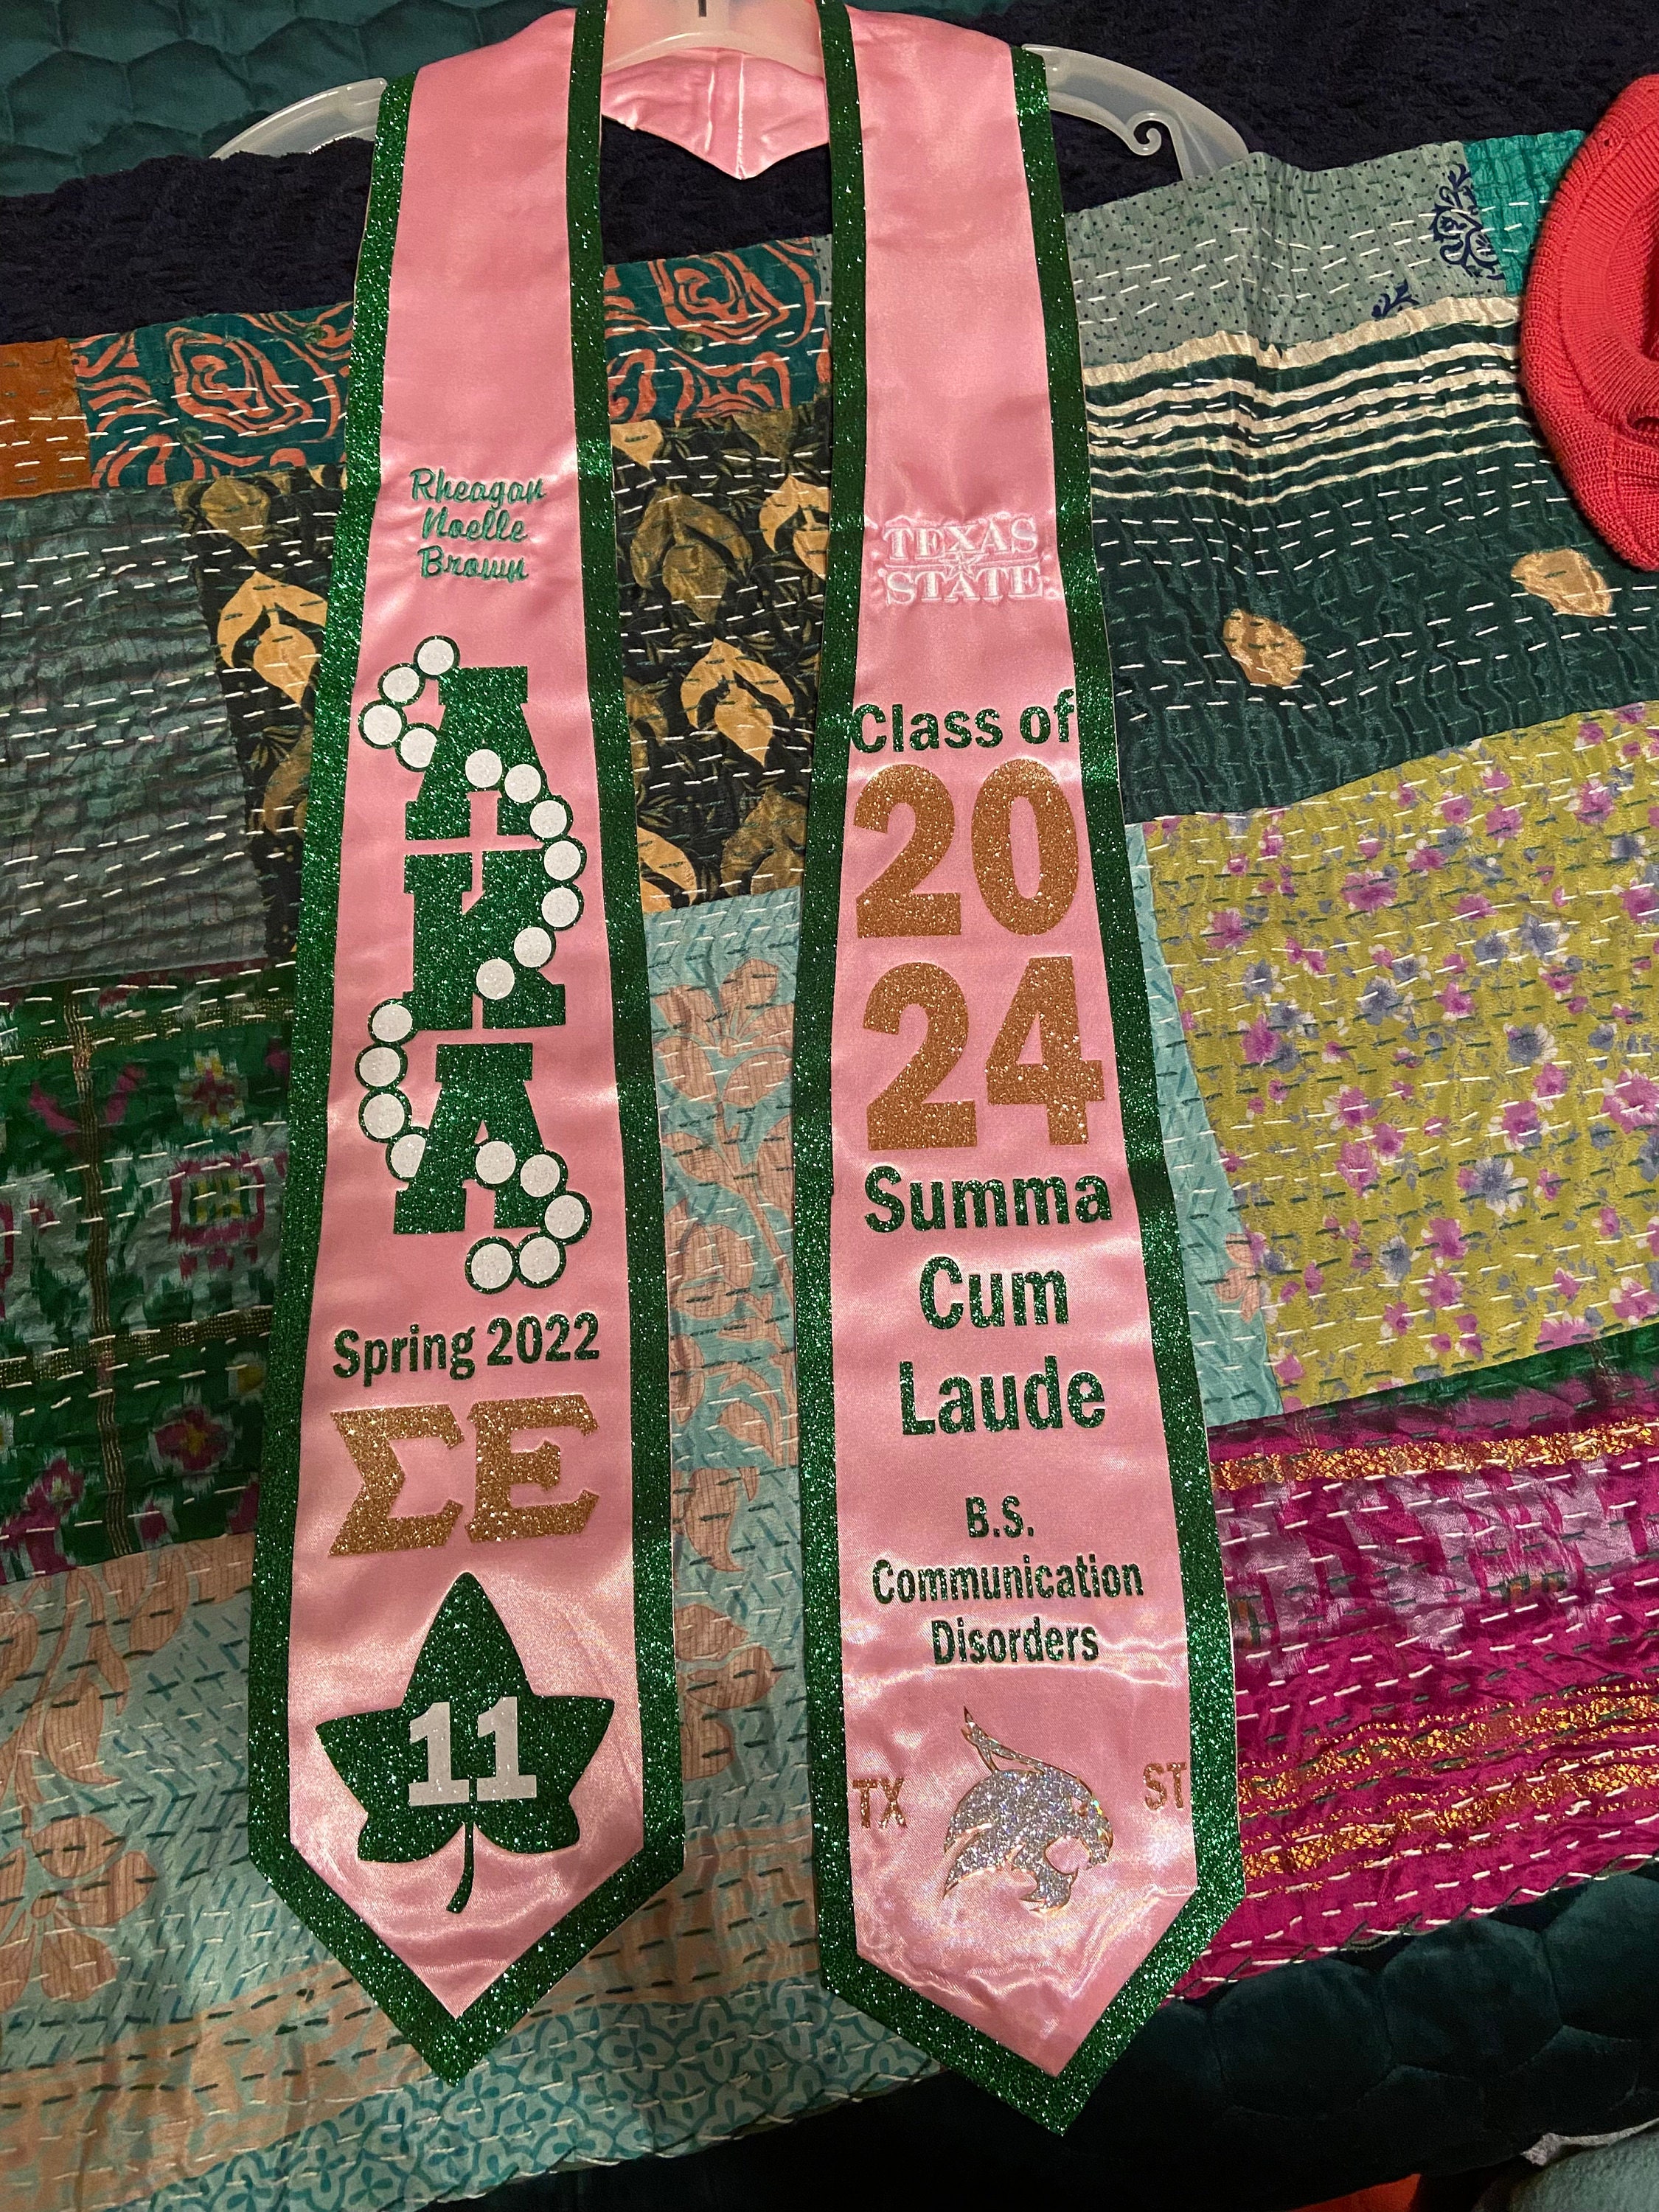 Rheagan
Noelle
Brown
ΑΚΑ
Spring 2022
ΣΕ
11
TEXAS
STATE
Class of
20
24
Summa
Cum
Laude
B.S.
Communication
Disorders
TX ST